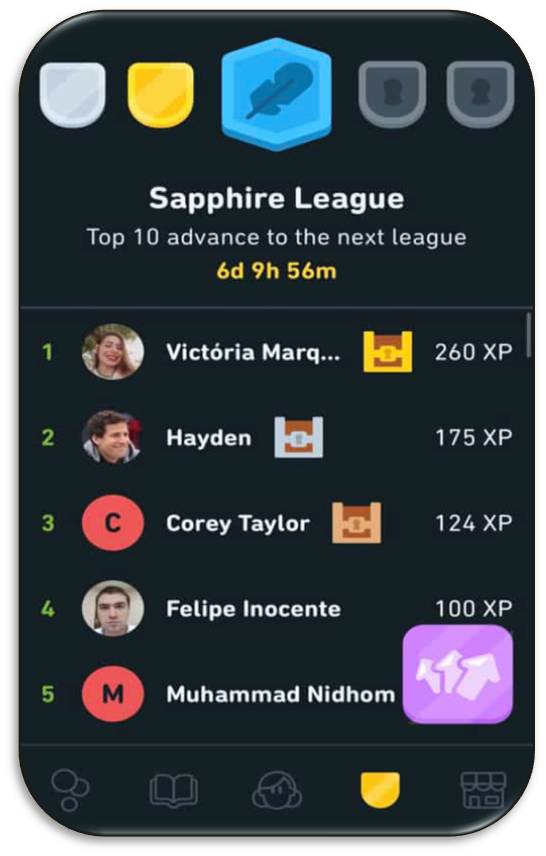 Sapphire League
Top 10 advance to the next league
6d 9h 56m
1 Victória Marq... 260 XP
2 Hayden 175 XP
3 C Corey Taylor 124 XP
4 Felipe Inocente 100 XP
5 M Muhammad Nidhom